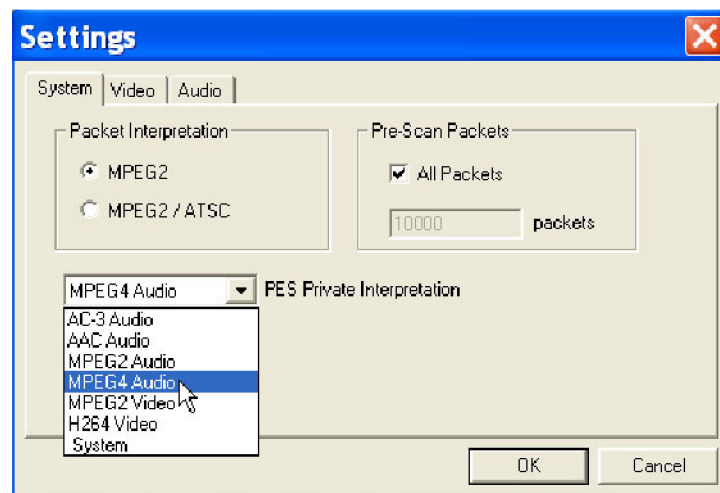 Settings
System Video Audio
Packet Interpretation
MPEG2
MPEG2 / ATSC
Pre-Scan Packets
All Packets
10000 packets
MPEG4 Audio PES Private Interpretation
AC-3 Audio
AAC Audio
MPEG2 Audio
MPEG4 Audio
MPEG2 Video
H264 Video
System
OK Cancel